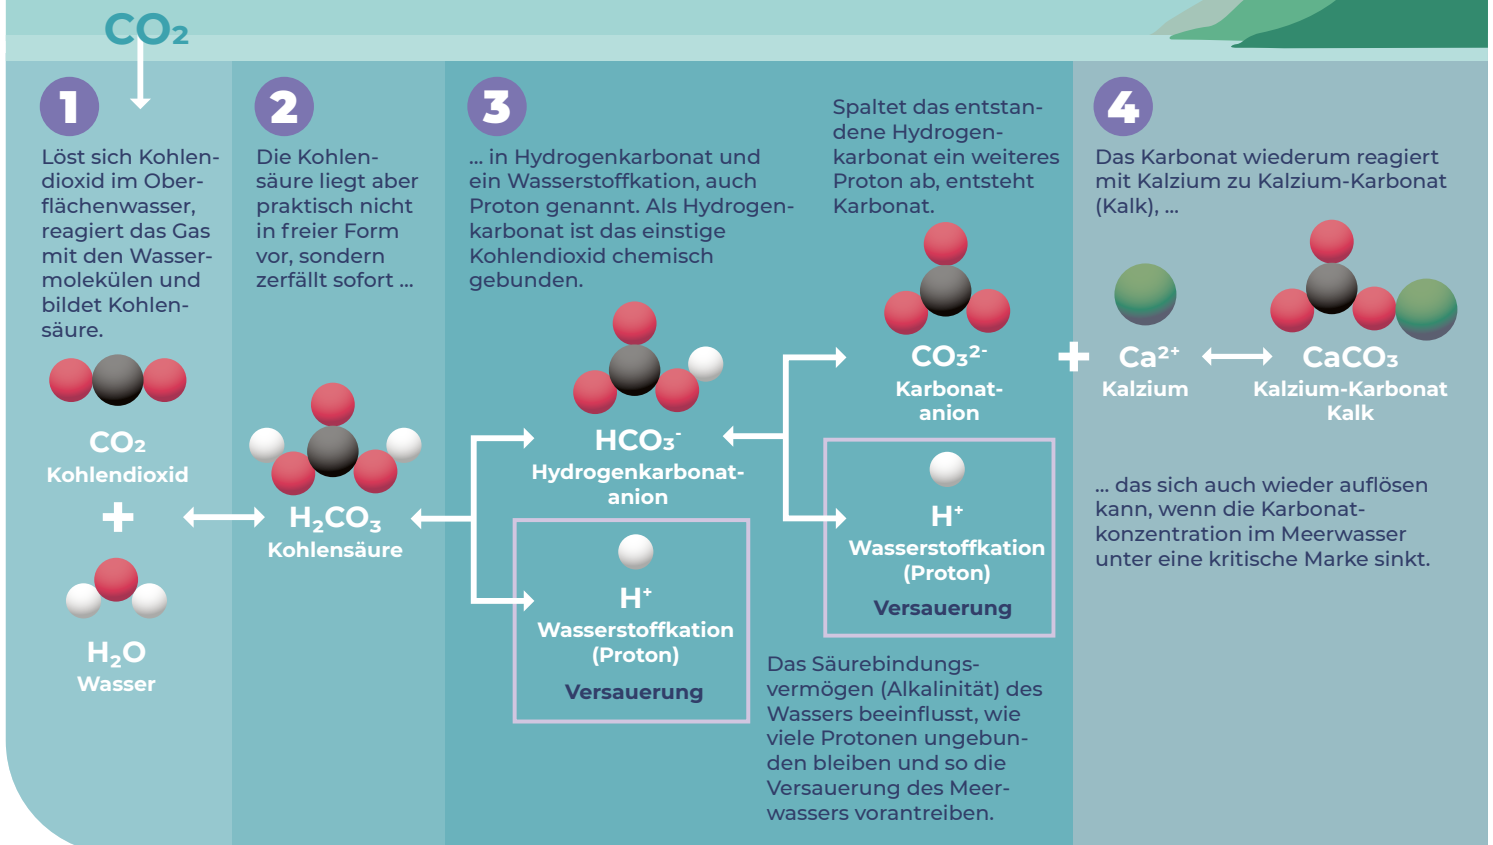 CO₂
1
Löst sich Kohlen-
dioxid im Ober-
flächenwasser,
reagiert das Gas
mit den Wasser-
molekülen und
bildet Kohlen-
säure.
CO₂
Kohlendioxid
+
H₂O
Wasser
2
Die Kohlen-
säure liegt aber
praktisch nicht
in freier Form
vor, sondern
zerfällt sofort ...
H₂CO₃
Kohlensäure
3
... in Hydrogenkarbonat und
ein Wasserstoffkation, auch
Proton genannt. Als Hydrogen-
karbonat ist das einstige
Kohlendioxid chemisch
gebunden.
HCO₃⁻
Hydrogenkarbonat-
anion
H⁺
Wasserstoffkation
(Proton)
Versauerung
Spaltet das entstan-
dene Hydrogen-
karbonat ein weiteres
Proton ab, entsteht
Karbonat.
CO₃²⁻
Karbonat-
anion
H⁺
Wasserstoffkation
(Proton)
Versauerung
Das Säurebindungs-
vermögen (Alkalinität) des
Wassers beeinflusst, wie
viele Protonen ungebun-
den bleiben und so die
Versauerung des Meer-
wassers vorantreiben.
4
Das Karbonat wiederum reagiert
mit Kalzium zu Kalzium-Karbonat
(Kalk), ...
+
Ca²⁺
Kalzium
CaCO₃
Kalzium-Karbonat
Kalk
... das sich auch wieder auflösen
kann, wenn die Karbonat-
konzentration im Meerwasser
unter eine kritische Marke sinkt.